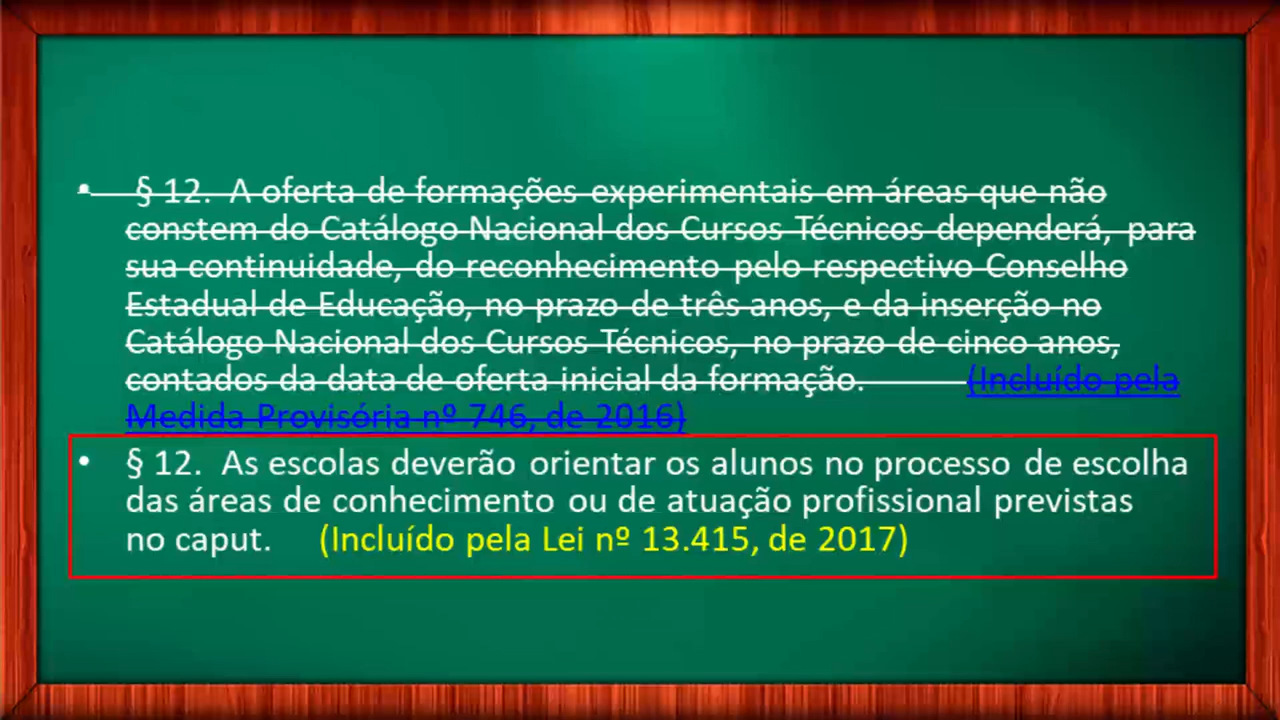 • § 12. A oferta de formações experimentais em áreas que não
constem do Catálogo Nacional dos Cursos Técnicos dependerá, para
sua continuidade, do reconhecimento pelo respectivo Conselho
Estadual de Educação, no prazo de três anos, e da inserção no
Catálogo Nacional dos Cursos Técnicos, no prazo de cinco anos,
contados da data de oferta inicial da formação. (Incluído pela
Medida Provisória nº 746, de 2016)
• § 12. As escolas deverão orientar os alunos no processo de escolha
das áreas de conhecimento ou de atuação profissional previstas
no caput. (Incluído pela Lei nº 13.415, de 2017)